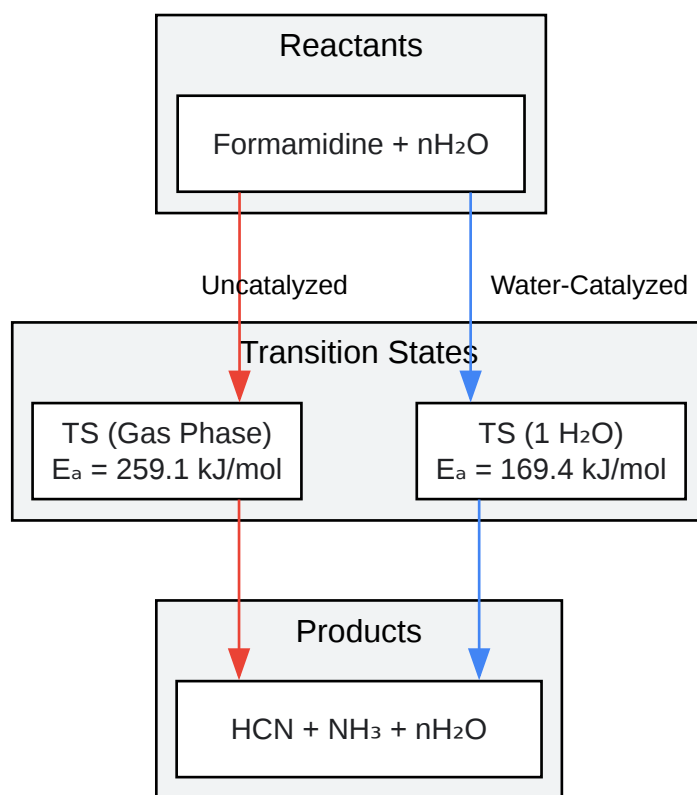 Reactants
Formamidine + nH₂O
Uncatalyzed
Water-Catalyzed
Transition States
TS (Gas Phase)
Eₐ = 259.1 kJ/mol
TS (1 H₂O)
Eₐ = 169.4 kJ/mol
Products
HCN + NH₃ + nH₂O